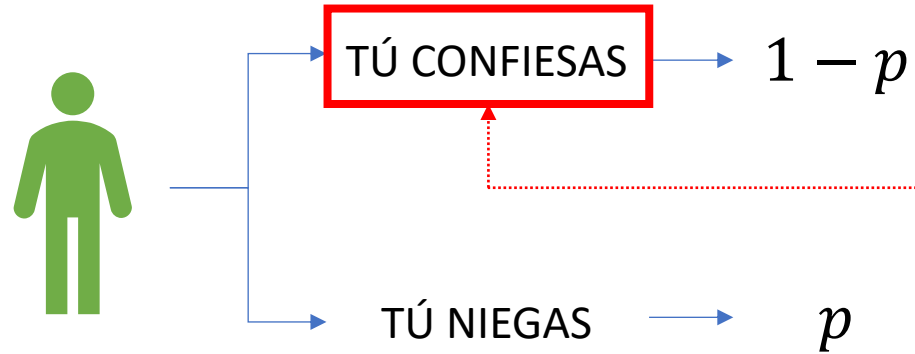 TÚ CONFIESAS
1 − p
TÚ NIEGAS
p